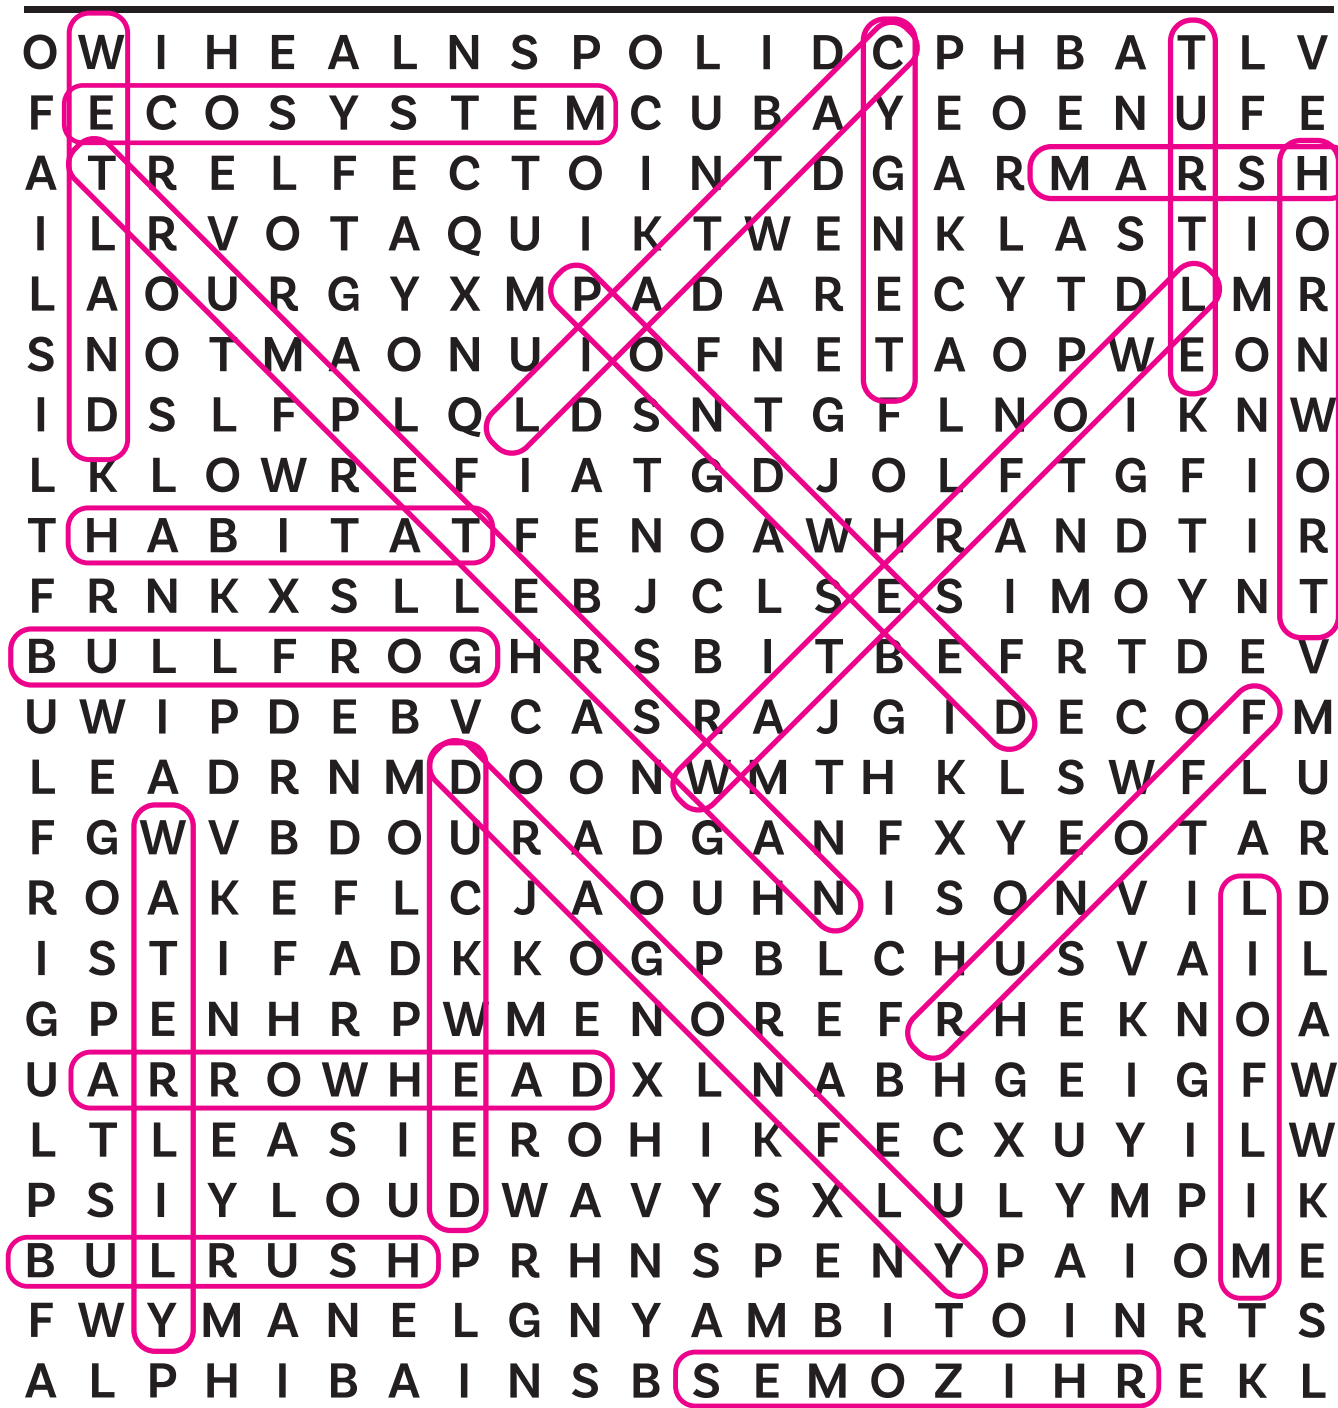 O W I H E A L N S P O L I D C P H B A T L V
F E C O S Y S T E M C U B A Y E O E N U F E
A T R E L F E C T O I N T D G A R M A R S H
I L R V O T A Q U I K T W E N K L A S T I O
L A O U R G Y X M P A D A R E C Y T D L M R
S N O T M A O N U I O F N E T A O P W E O N
I D S L F P L Q L D S N T G F L N O I K N W
L K L O W R E F I A T G D J O L F T G F I O
T H A B I T A T F E N O A W H R A N D T I R
F R N K X S L L E B J C L S E S I M O Y N T
B U L L F R O G H R S B I T B E F R T D E V
U W I P D E B V C A S R A J G I D E C O F M
L E A D R N M D O O N W M T H K L S W F L U
F G W V B D O U R A D G A N F X Y E O T A R
R O A K E F L C J A O U H N I S O N V I L D
I S T I F A D K K O G P B L C H U S V A I L
G P E N H R P W M E N O R E F R H E K N O A
U A R R O W H E A D X L N A B H G E I G F W
L T L E A S I E R O H I K F E C X U Y I L W
P S I Y L O U D W A V Y S X L U L Y M P I K
B U L R U S H P R H N S P E N Y P A I O M E
F W Y M A N E L G N Y A M B I T O I N R T S
A L P H I B A I N S B S E M O Z I H R E K L